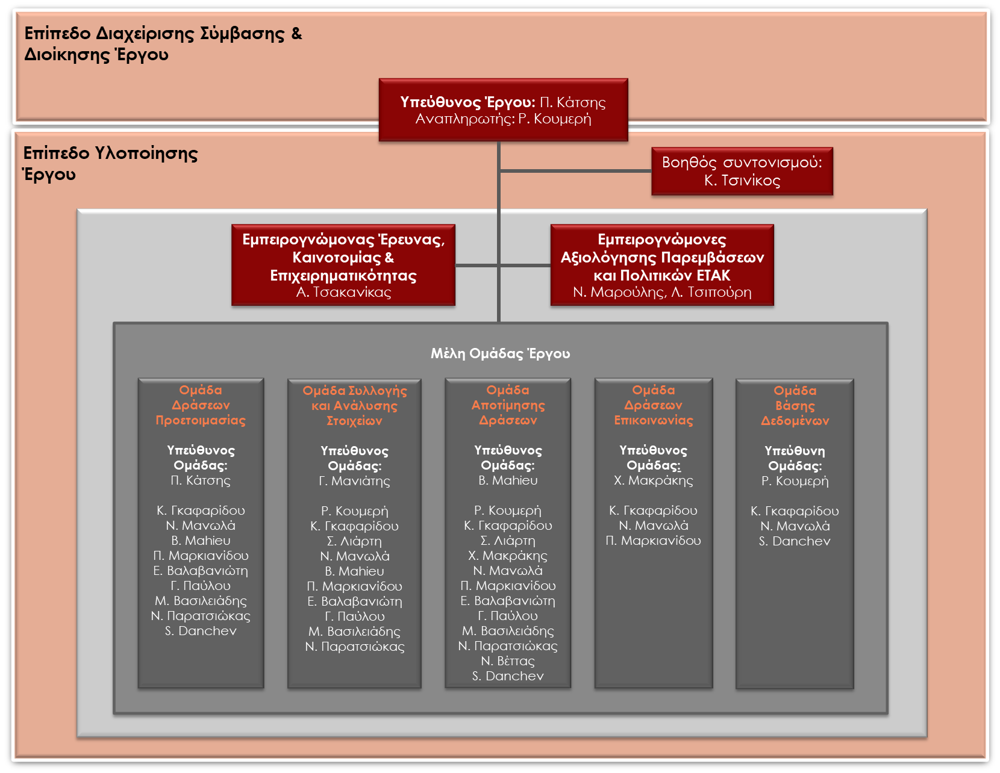 Επίπεδο Διαχείρισης Σύμβασης &
Διοίκησης Έργου
Υπεύθυνος Έργου: Π. Κάτσης
Αναπληρωτής: Ρ. Κουμερή
Επίπεδο Υλοποίησης
Έργου
Βοηθός συντονισμού:
Κ. Τσινίκος
Εμπειρογνώμονας Έρευνας,
Καινοτομίας &
Επιχειρηματικότητας
Α. Τσακανίκας
Εμπειρογνώμονες
Αξιολόγησης Παρεμβάσεων
και Πολιτικών ΕΤΑΚ
Ν. Μαρούλης, Λ. Τσιπούρη
Μέλη Ομάδας Έργου
Ομάδα
Δράσεων
Προετοιμασίας
Υπεύθυνος
Ομάδας:
Π. Κάτσης
Κ. Γκαφαρίδου
Ν. Μανωλά
B. Mahieu
Π. Μαρκιανίδου
Ε. Βαλαβανιώτη
Γ. Παύλου
Μ. Βασιλειάδης
Ν. Παρατσιώκας
S. Danchev
Ομάδα Συλλογής
και Ανάλυσης
Στοιχείων
Υπεύθυνος
Ομάδας:
Γ. Μανιάτης
Ρ. Κουμερή
Κ. Γκαφαρίδου
Σ. Λιάρτη
Ν. Μανωλά
B. Mahieu
Π. Μαρκιανίδου
Ε. Βαλαβανιώτη
Γ. Παύλου
Μ. Βασιλειάδης
Ν. Παρατσιώκας
Ομάδα
Αποτίμησης
Δράσεων
Υπεύθυνος
Ομάδας:
B. Mahieu
Ρ. Κουμερή
Κ. Γκαφαρίδου
Σ. Λιάρτη
Χ. Μακράκης
Ν. Μανωλά
Π. Μαρκιανίδου
Ε. Βαλαβανιώτη
Γ. Παύλου
Μ. Βασιλειάδης
Ν. Παρατσιώκας
Ν. Βέττας
S. Danchev
Ομάδα
Δράσεων
Επικοινωνίας
Υπεύθυνος
Ομάδας:
Χ. Μακράκης
Κ. Γκαφαρίδου
Ν. Μανωλά
Π. Μαρκιανίδου
Ομάδα
Βάσης
Δεδομένων
Υπεύθυνη
Ομάδας:
Ρ. Κουμερή
Κ. Γκαφαρίδου
Ν. Μανωλά
S. Danchev